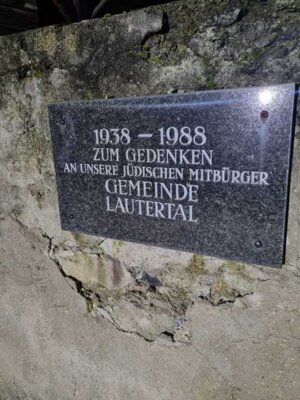 1938 – 1988
ZUM GEDENKEN
AN UNSERE JÜDISCHEN MITBÜRGER
GEMEINDE
LAUTERTAL